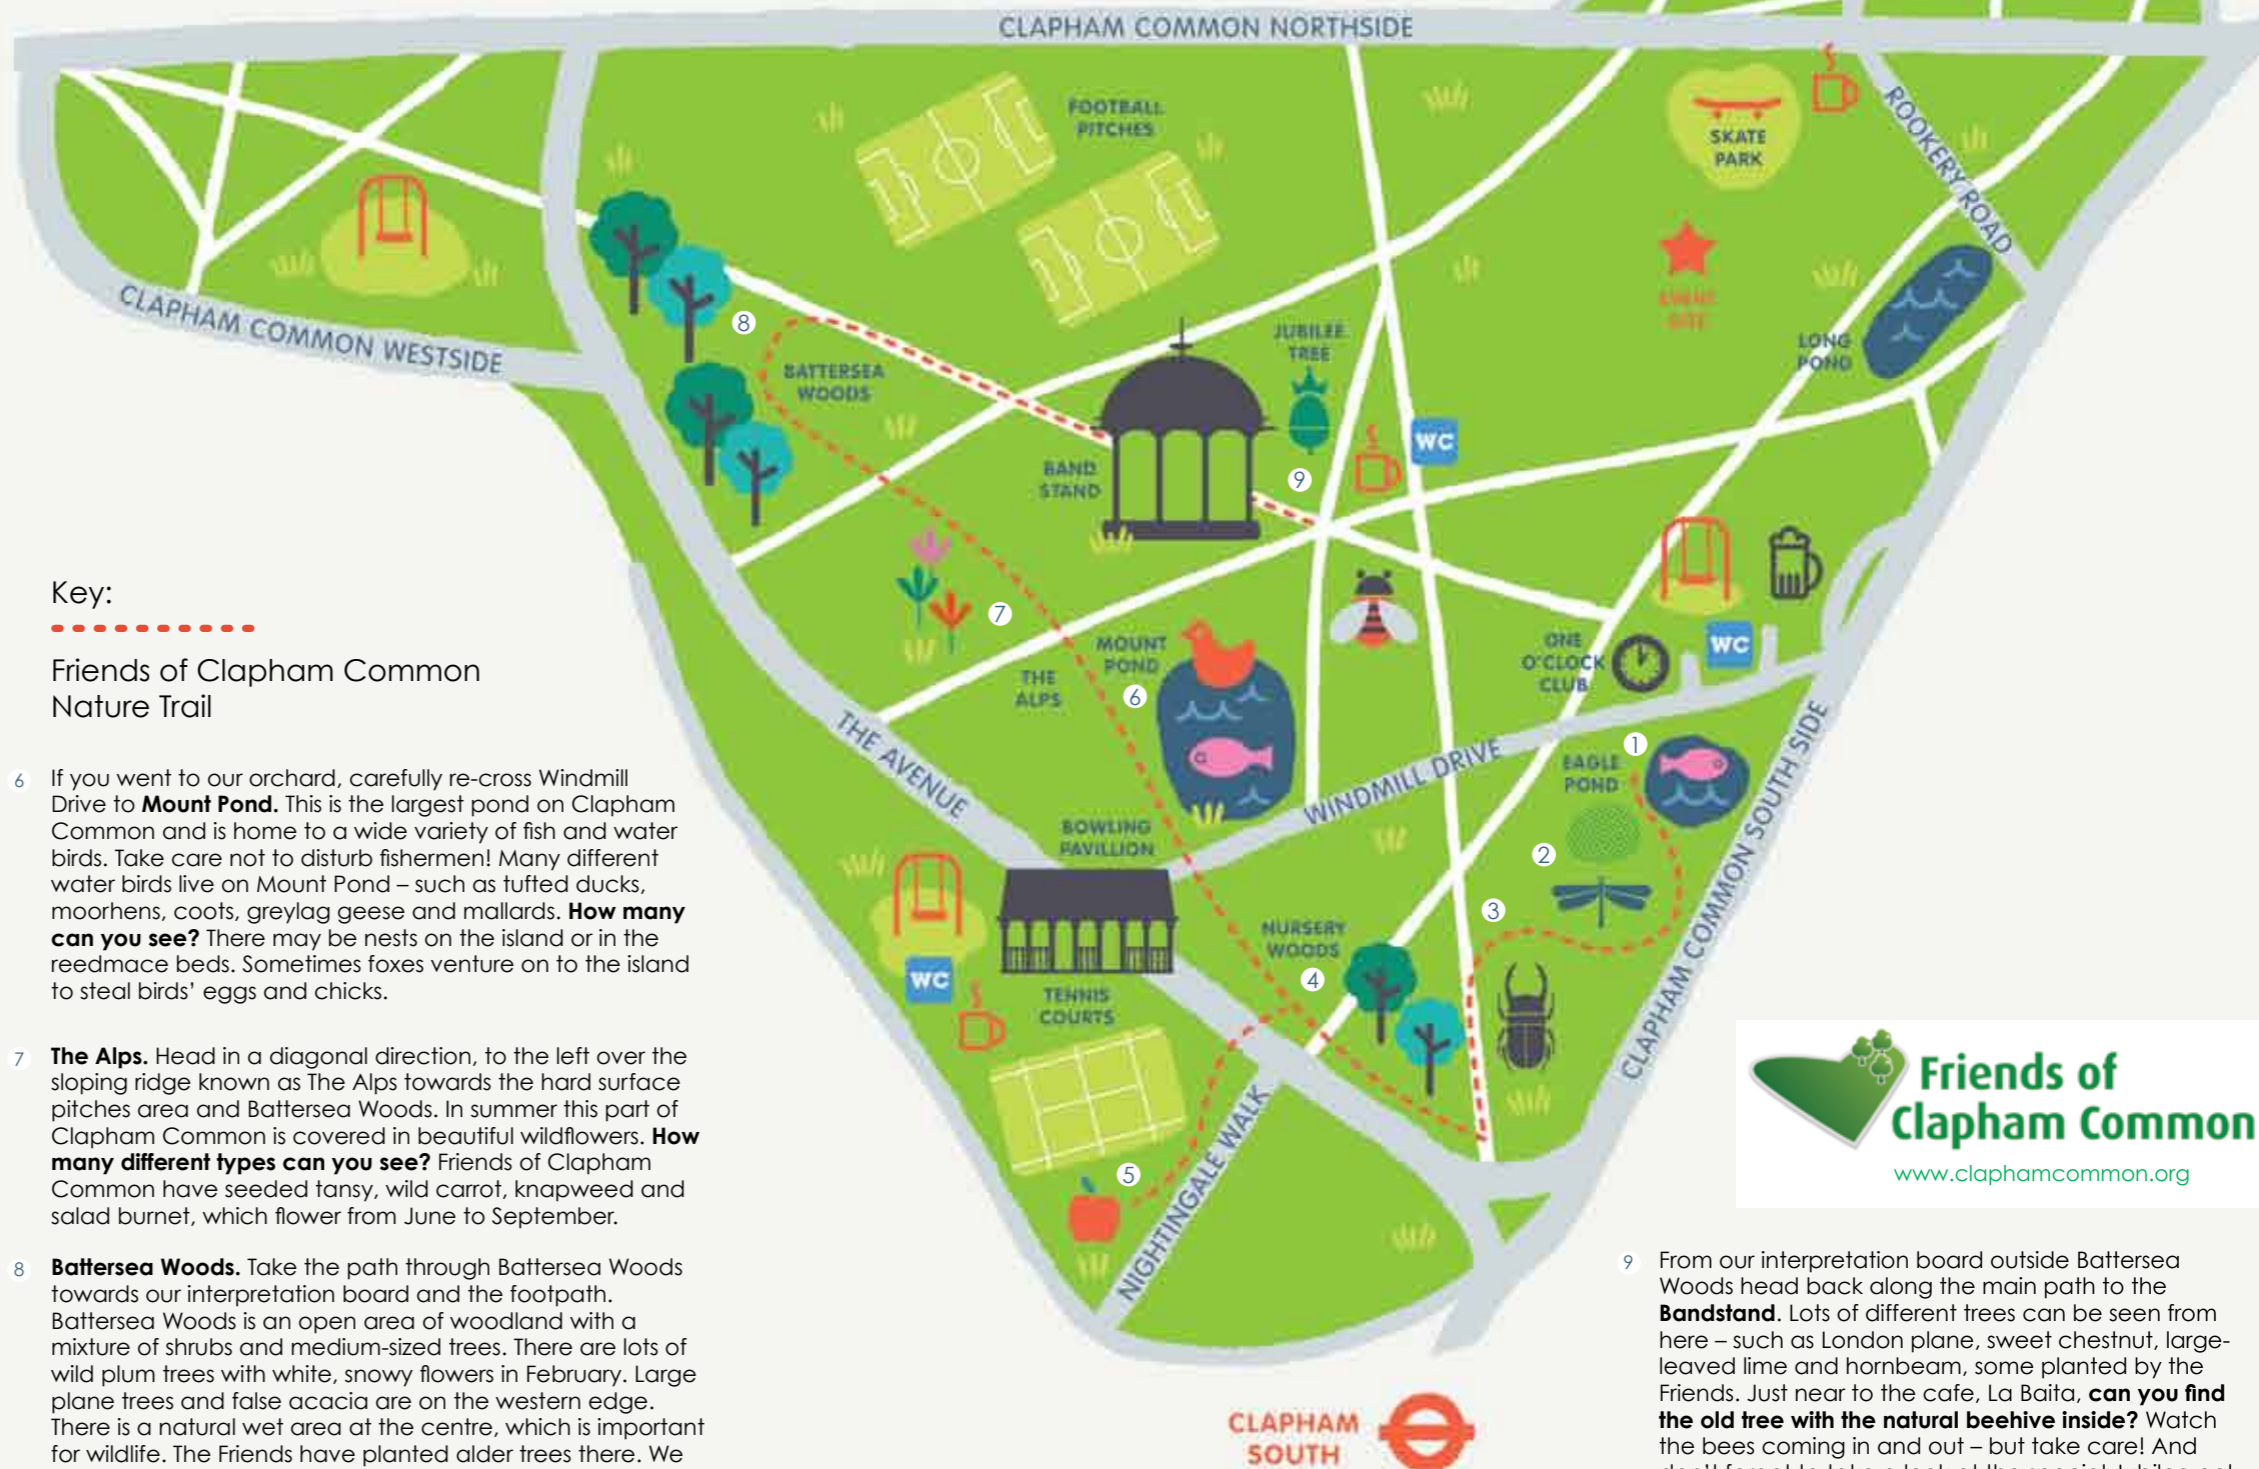 CLAPHAM COMMON NORTHSIDE
FOOTBALL
PITCHES
SKATE
PARK
ROOKERY ROAD
EVENT
SITE
LONG
POND
CLAPHAM COMMON WESTSIDE
8
BATTERSEA
WOODS
JUBILEE
TREE
BAND
STAND
9
WC
7
MOUNT
POND
6
THE
ALPS
ONE
O'CLOCK
CLUB
WC
THE AVENUE
WINDMILL DRIVE
1
EAGLE
POND
2
3
CLAPHAM COMMON SOUTH SIDE
BOWLING
PAVILLION
NURSERY
WOODS
4
WC
TENNIS
COURTS
5
NIGHTINGALE WALK
CLAPHAM
SOUTH
Key:
Friends of Clapham Common
Nature Trail
6 If you went to our orchard, carefully re-cross Windmill
Drive to Mount Pond. This is the largest pond on Clapham
Common and is home to a wide variety of fish and water
birds. Take care not to disturb fishermen! Many different
water birds live on Mount Pond – such as tufted ducks,
moorhens, coots, greylag geese and mallards. How many
can you see? There may be nests on the island or in the
reedmace beds. Sometimes foxes venture on to the island
to steal birds' eggs and chicks.
7 The Alps. Head in a diagonal direction, to the left over the
sloping ridge known as The Alps towards the hard surface
pitches area and Battersea Woods. In summer this part of
Clapham Common is covered in beautiful wildflowers. How
many different types can you see? Friends of Clapham
Common have seeded tansy, wild carrot, knapweed and
salad burnet, which flower from June to September.
8 Battersea Woods. Take the path through Battersea Woods
towards our interpretation board and the footpath.
Battersea Woods is an open area of woodland with a
mixture of shrubs and medium-sized trees. There are lots of
wild plum trees with white, snowy flowers in February. Large
plane trees and false acacia are on the western edge.
There is a natural wet area at the centre, which is important
for wildlife. The Friends have planted alder trees there. We
Friends of
Clapham Common
www.claphamcommon.org
9 From our interpretation board outside Battersea
Woods head back along the main path to the
Bandstand. Lots of different trees can be seen from
here – such as London plane, sweet chestnut, large-
leaved lime and hornbeam, some planted by the
Friends. Just near to the cafe, La Baita, can you find
the old tree with the natural beehive inside? Watch
the bees coming in and out – but take care! And